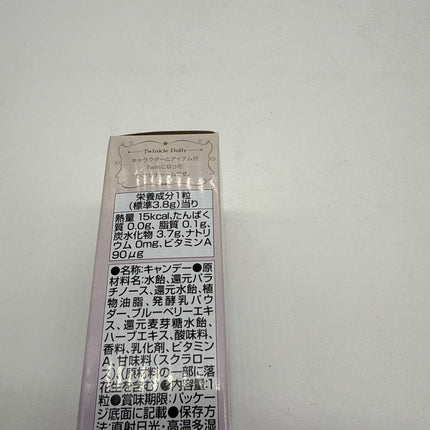 Twinkle Dolly
キャラクターとアイテムが
Twinになった
です。
栄養成分1粒
(標準3.8g)当り
熱量 15kcal、たんぱく
質 0.0g、脂質 0.1g、
炭水化物 3.7g、ナトリ
ウム 0mg、ビタミンA
90μg
●名称:キャンデー●原
材料名:水飴、還元パラ
チノース、還元水飴、植
物油脂、発酵乳パウ
ダー、ブルーベリーエキ
ス、還元麦芽糖水飴、
ハーブエキス、酸味料、
香料、乳化剤、ビタミン
A、甘味料(スクラロー
ス)、(原材料の一部に落
花生を含む)●内容量:1
粒●賞味期限:パッケー
ジ底面に記載●保存方
法:直射日光・高温多湿